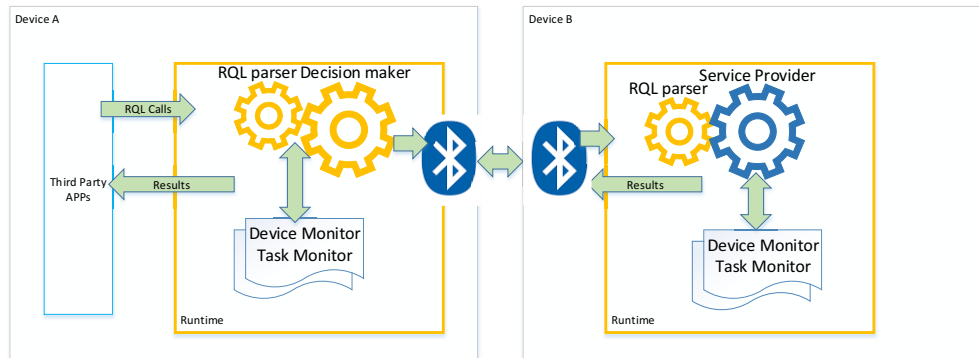 Device A
RQL parser Decision maker
RQL Calls
Third Party
APPs
Results
Device Monitor
Task Monitor
Runtime
Device B
Service Provider
RQL parser
Results
Device Monitor
Task Monitor
Runtime